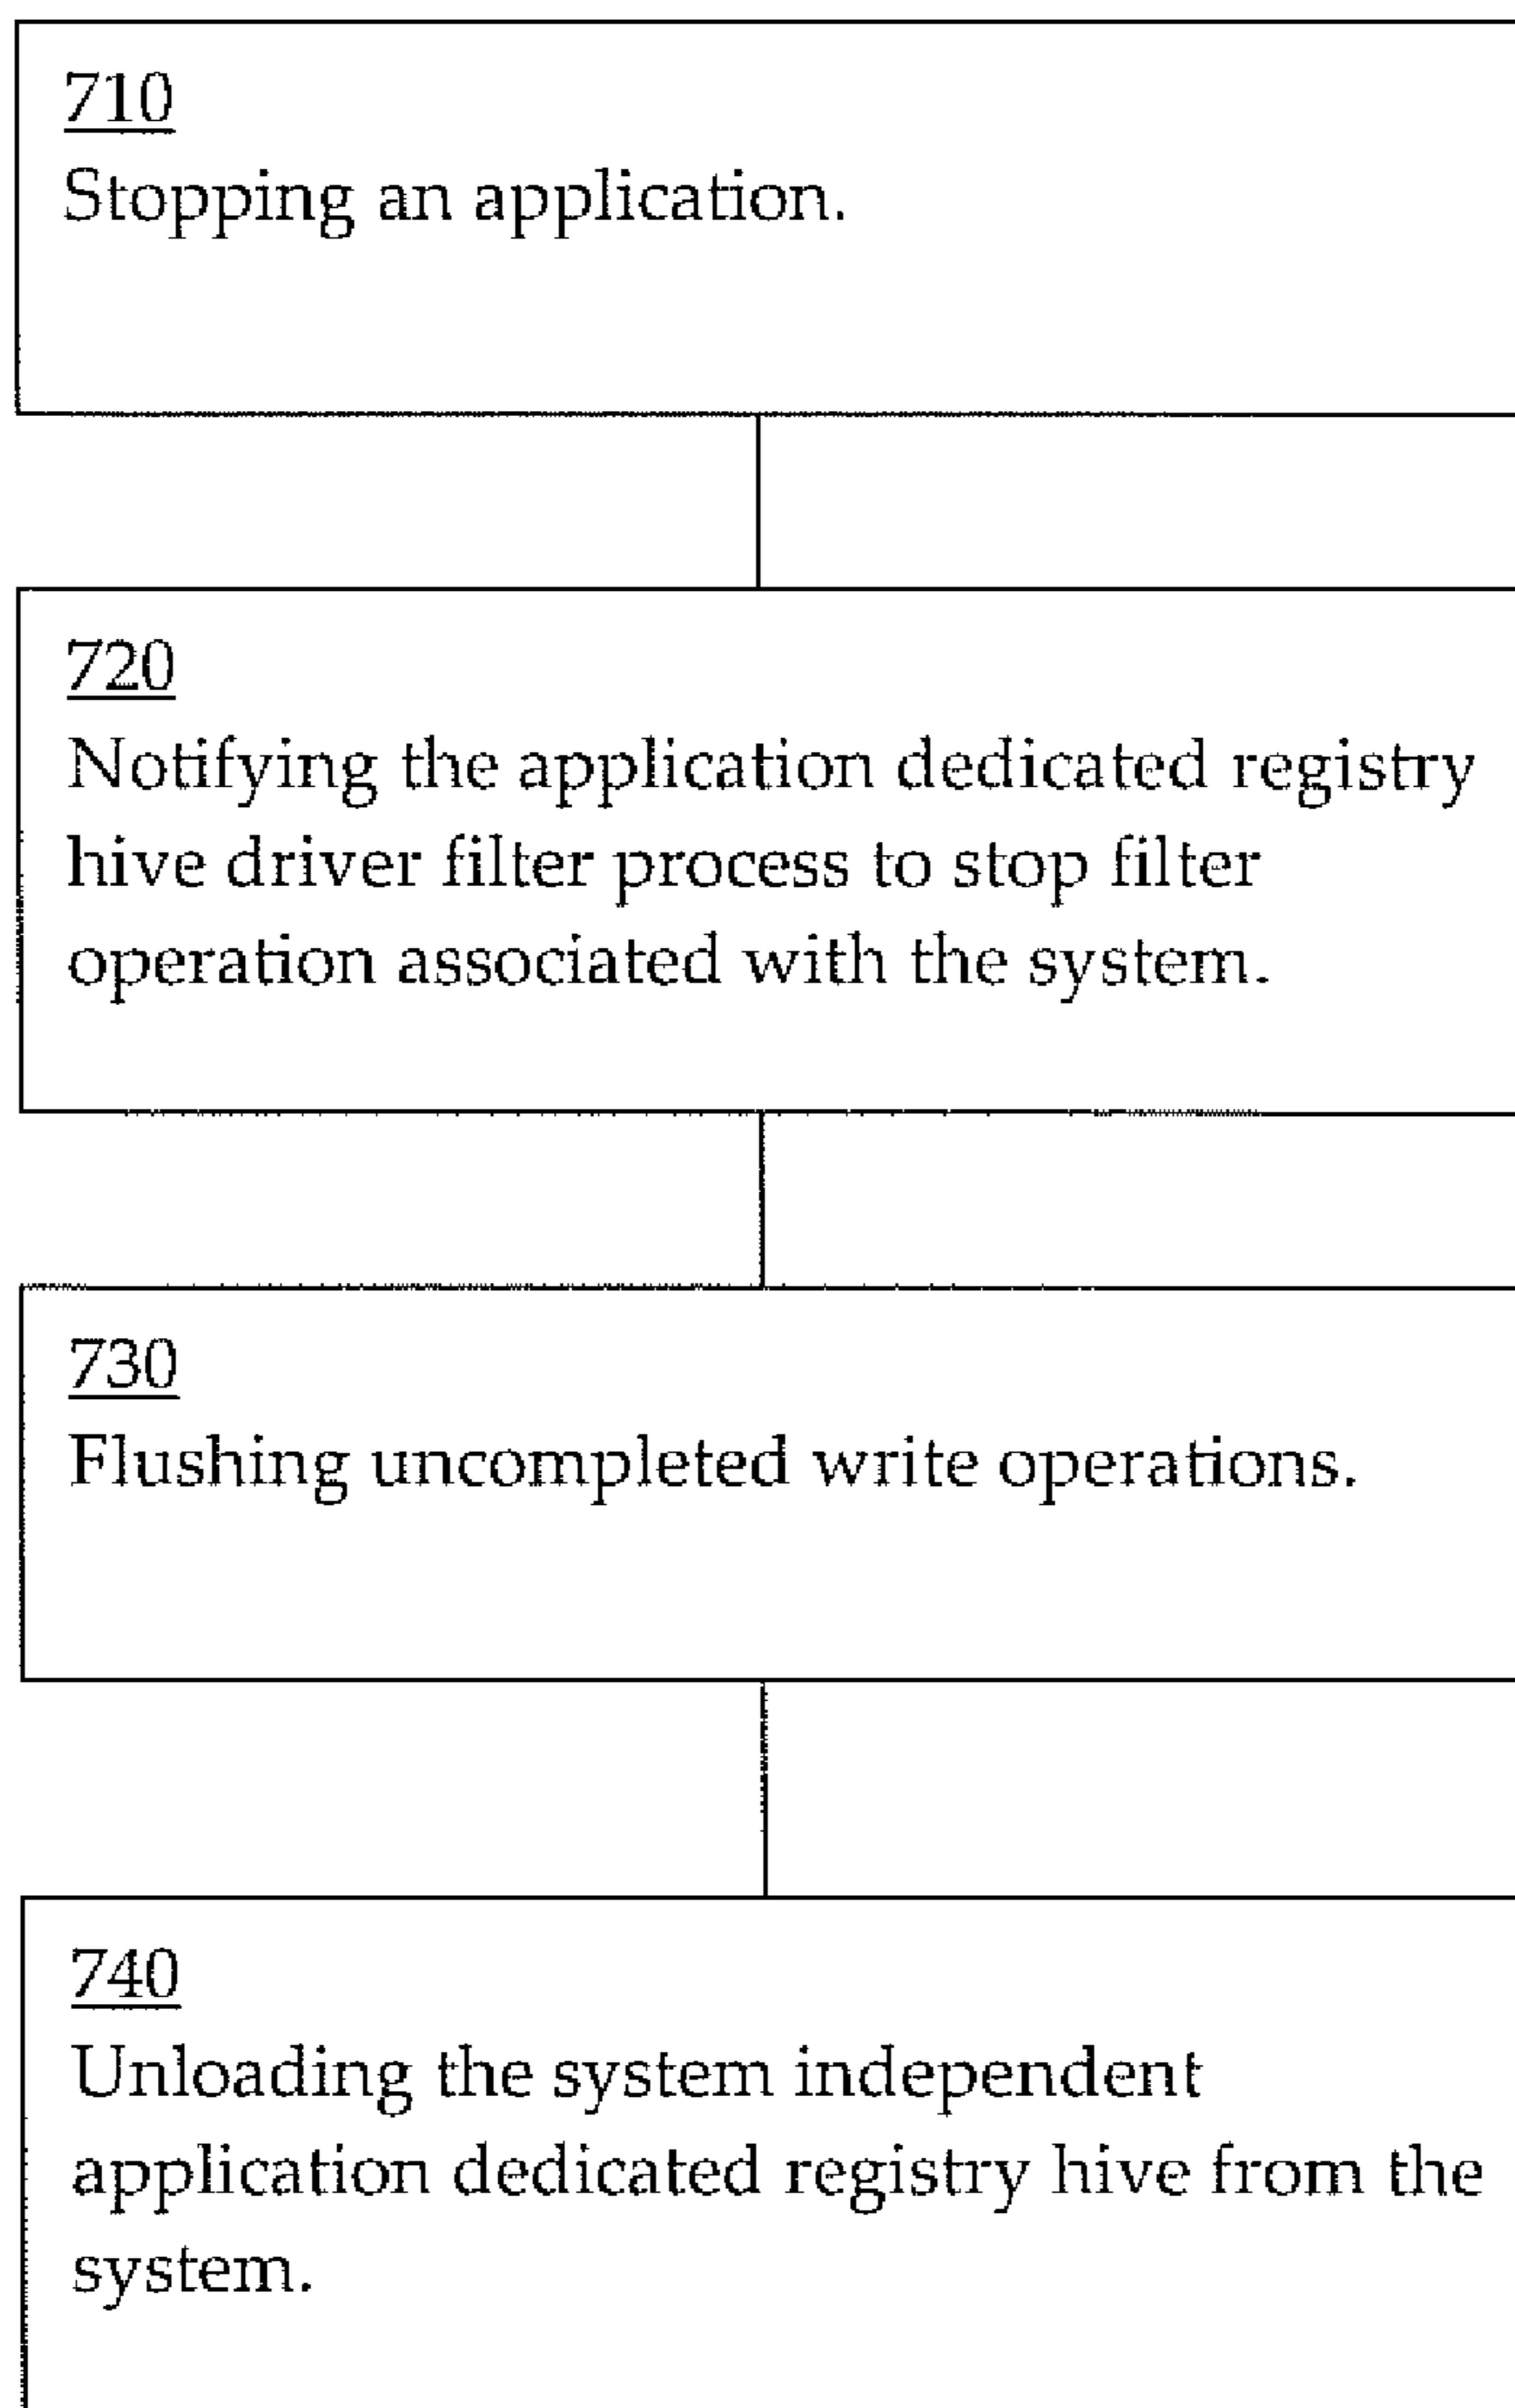 710
Stopping an application.
720
Notifying the application dedicated registry
hive driver filter process to stop filter
operation associated with the system.
730
Flushing uncompleted write operations.
740
Unloading the system independent
application dedicated registry hive from the
system.